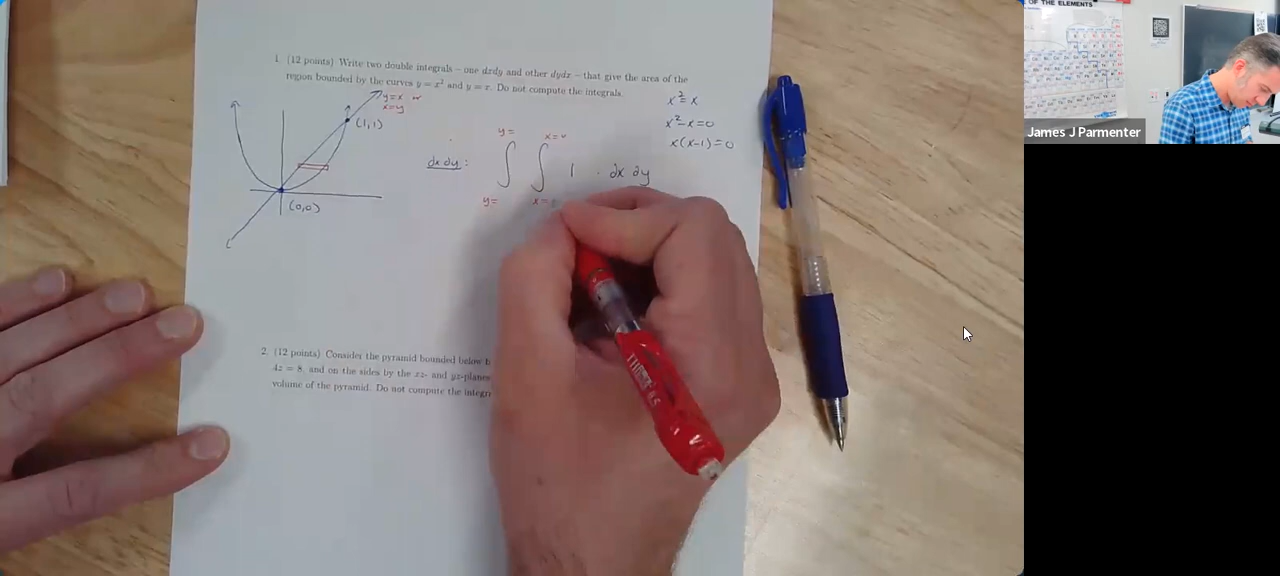 OF THE ELEMENTS
James J Parmenter
1. (12 points) Write two double integrals – one dxdy and other dydx – that give the area of the
region bounded by the curves y = x² and y = x. Do not compute the integrals.
y=x or
x=y
(1,1)
(0,0)
x²=x
x²-x=0
x(x-1)=0
y=
dx dy: ∫ ∫ 1 · dx dy
y= x=
2. (12 points) Consider the pyramid bounded below
4z = 8, and on the sides by the xz- and yz-planes
volume of the pyramid. Do not compute the